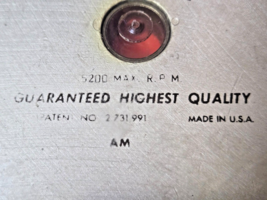 5200 MAX. R.P.M
GUARANTEED HIGHEST QUALITY
PATENT NO. 2 731 991 MADE IN U.S.A.
AM